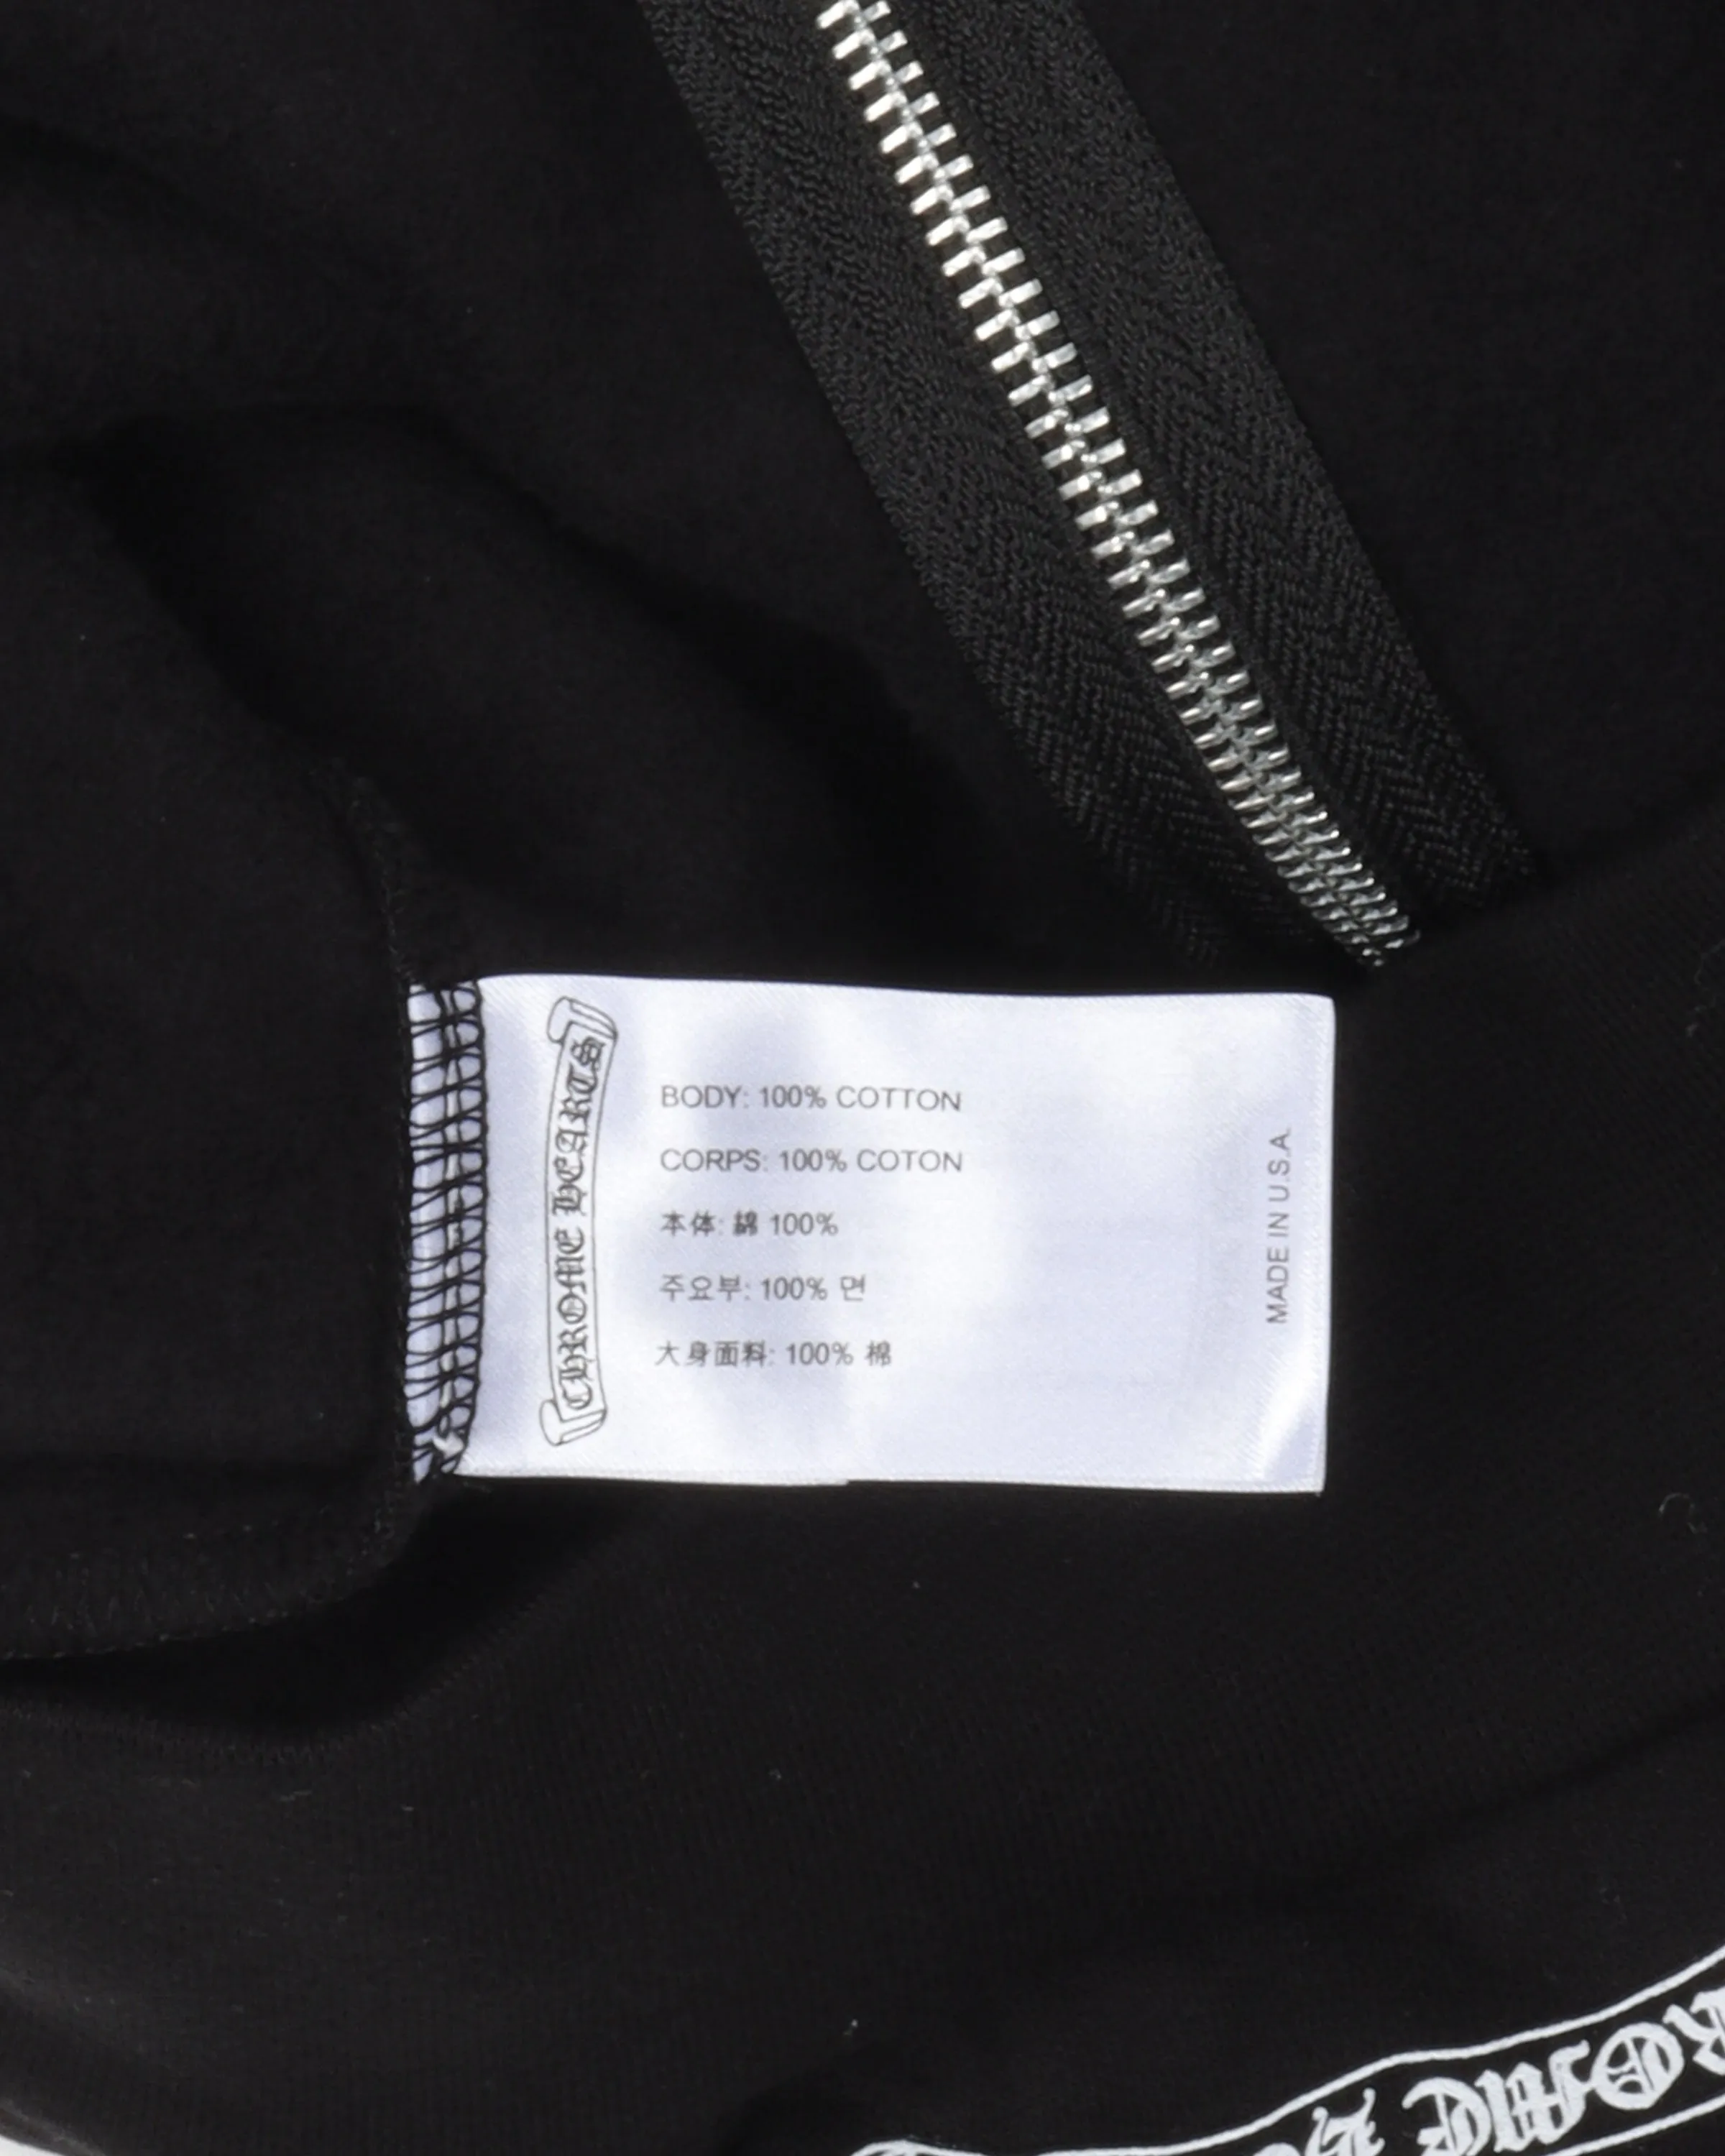 CHROME HEARTS
BODY: 100% COTTON
CORPS: 100% COTON
本体: 綿 100%
주요부: 100% 면
大身面料: 100% 棉
MADE IN U.S.A.
ROME H